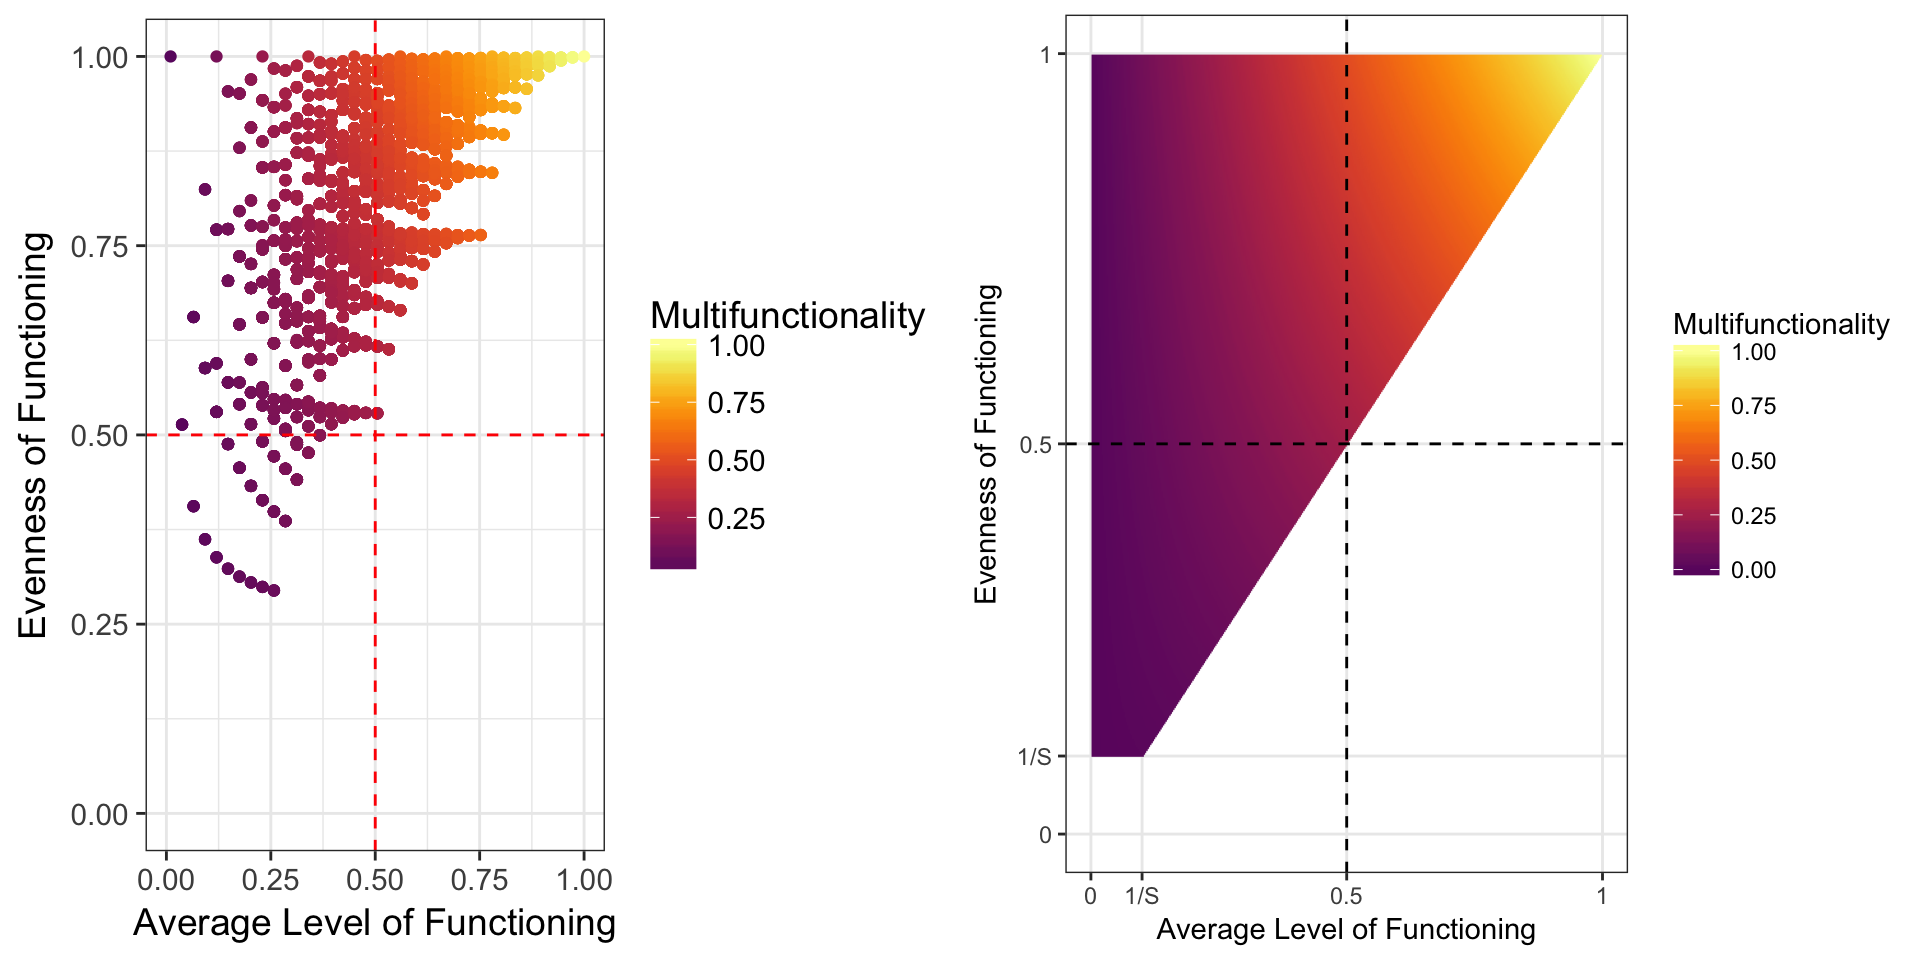 Evenness of Functioning
1.00
0.75
0.50
0.25
0.00
0.00 0.25 0.50 0.75 1.00
Average Level of Functioning
Multifunctionality
1.00
0.75
0.50
0.25
Evenness of Functioning
1
0.5
1/S
0
0 1/S 0.5 1
Average Level of Functioning
Multifunctionality
1.00
0.75
0.50
0.25
0.00